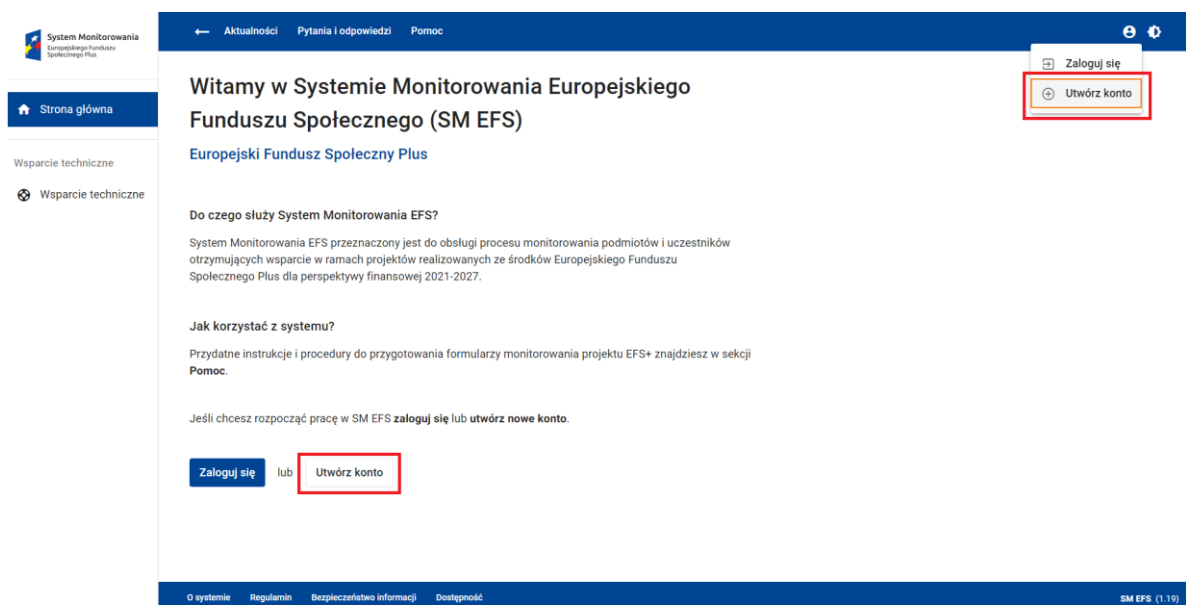 System Monitorowania
Europejskiego Funduszu
Społecznego Plus
Aktualności Pytania i odpowiedzi Pomoc
Zaloguj się
Utwórz konto
Strona główna
Wsparcie techniczne
Wsparcie techniczne
Witamy w Systemie Monitorowania Europejskiego
Funduszu Społecznego (SM EFS)
Europejski Fundusz Społeczny Plus
Do czego służy System Monitorowania EFS?
System Monitorowania EFS przeznaczony jest do obsługi procesu monitorowania podmiotów i uczestników
otrzymujących wsparcie w ramach projektów realizowanych ze środków Europejskiego Funduszu
Społecznego Plus dla perspektywy finansowej 2021-2027.
Jak korzystać z systemu?
Przydatne instrukcje i procedury do przygotowania formularzy monitorowania projektu EFS+ znajdziesz w sekcji
Pomoc.
Jeśli chcesz rozpocząć pracę w SM EFS zaloguj się lub utwórz nowe konto.
Zaloguj się lub Utwórz konto
O systemie Regulamin Bezpieczeństwo informacji Dostępność SM EFS (1.19)